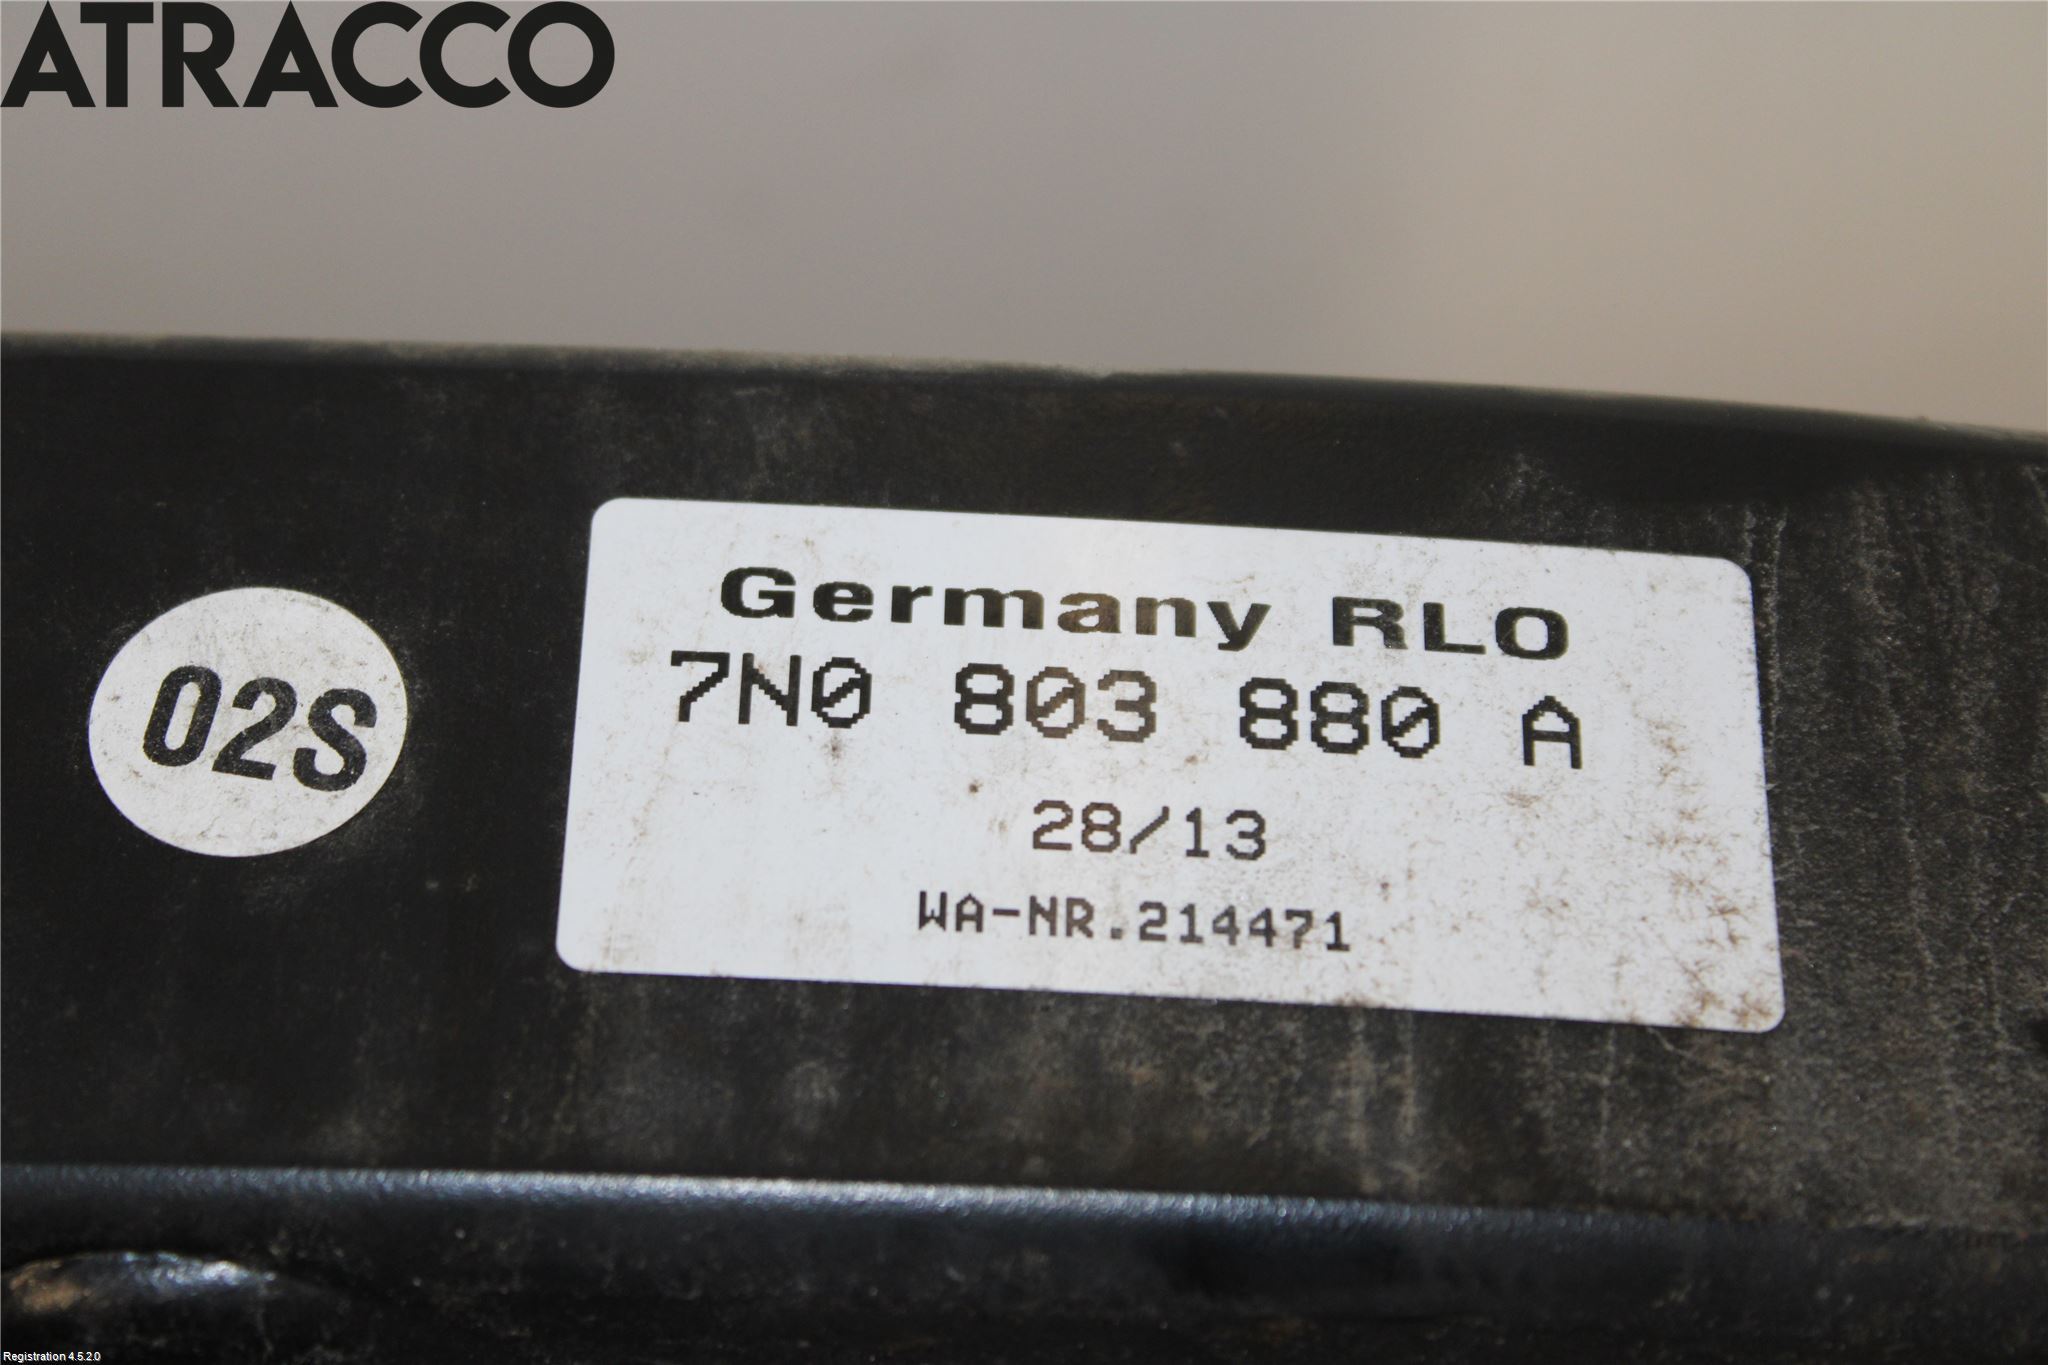 ATRACCO
02S
Germany RLO
7N0 803 880 A
28/13
WA-NR.214471
Registration 4.5.2.0